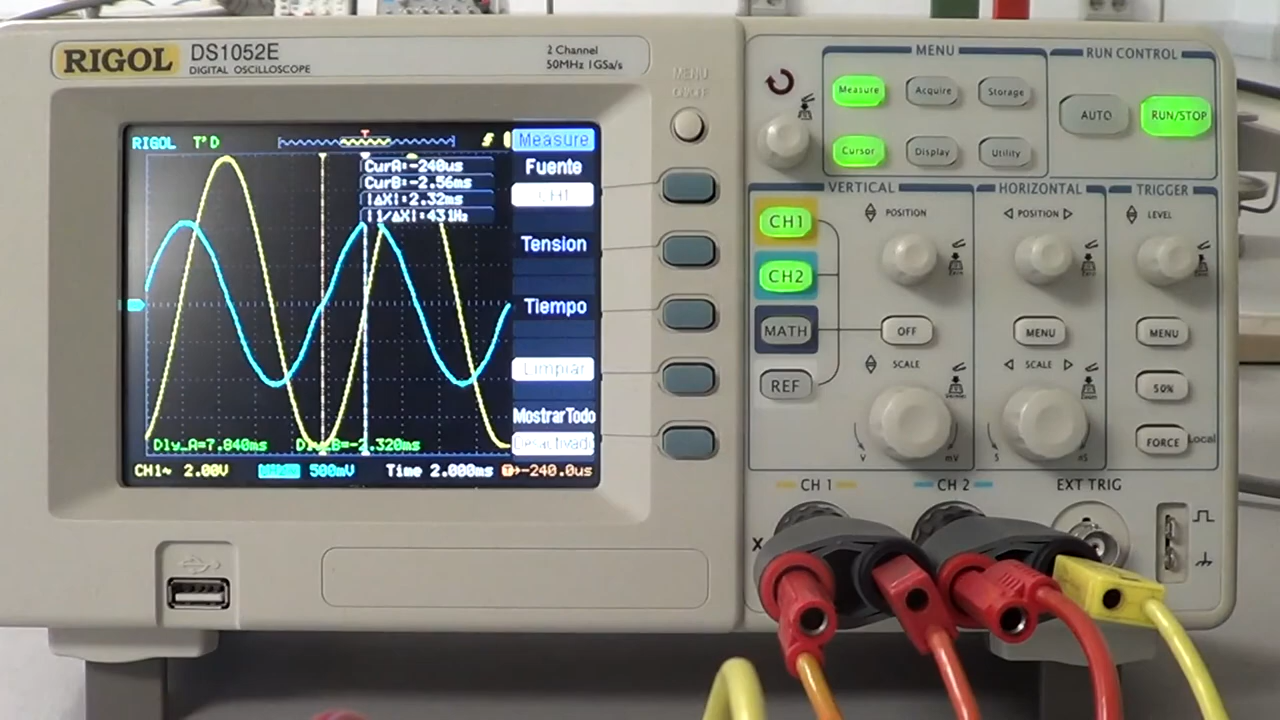 RIGOL DS1052E
DIGITAL OSCILLOSCOPE
2 Channel
50MHz 1GSa/s
MENU
ON/OFF
RIGOL T'D
T
CurA:-240us
CurB:-2.56ms
|ΔX|:2.32ms
|1/ΔX|:431Hz
Dly_A=7.840ms
CH1~ 2.00V
500mV
Time 2.000ms
-240.0us
Measure
Fuente
CH1
Tension
Tiempo
Limpiar
MostrarTodo
Desactivado
MENU
Measure
Acquire
Storage
Cursor
Display
Utility
RUN CONTROL
AUTO
RUN/STOP
VERTICAL
CH1
CH2
MATH
REF
POSITION
OFF
SCALE
V
mV
HORIZONTAL
POSITION
MENU
SCALE
S
nS
TRIGGER
LEVEL
MENU
50%
FORCE
Local
CH 1
CH 2
EXT TRIG
X